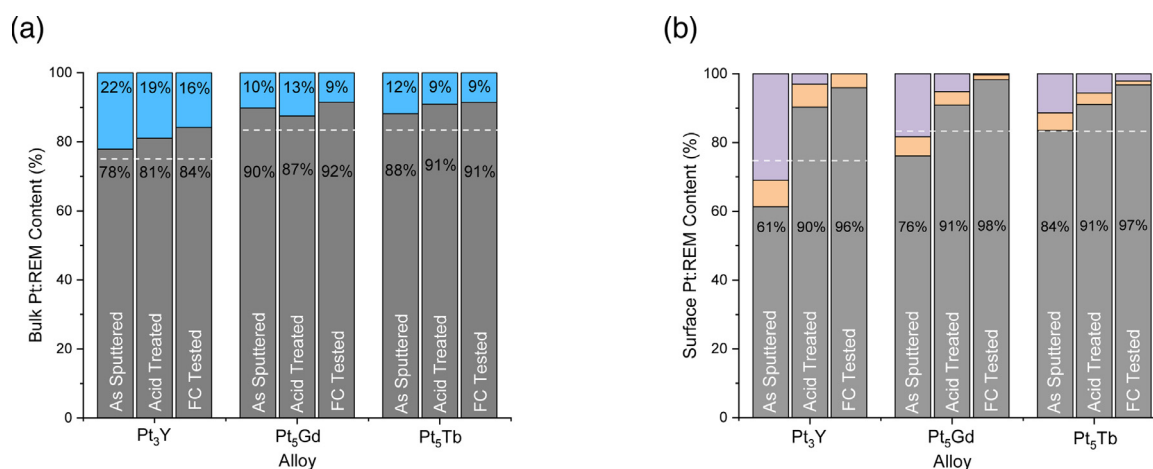 (a)
Bulk Pt:REM Content (%)
100
80
60
40
20
0
22% 19% 16%
78% 81% 84%
As Sputtered
Acid Treated
FC Tested
Pt₃Y
10% 13% 9%
90% 87% 92%
As Sputtered
Acid Treated
FC Tested
Pt₅Gd
12% 9% 9%
88% 91% 91%
As Sputtered
Acid Treated
FC Tested
Pt₅Tb
Alloy
(b)
Surface Pt:REM Content (%)
100
80
60
40
20
0
61% 90% 96%
As Sputtered
Acid Treated
FC Tested
Pt₃Y
76% 91% 98%
As Sputtered
Acid Treated
FC Tested
Pt₅Gd
84% 91% 97%
As Sputtered
Acid Treated
FC Tested
Pt₅Tb
Alloy